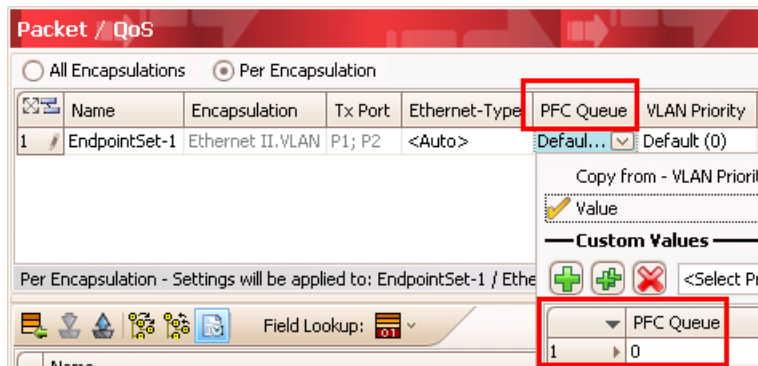 Packet / QoS
All Encapsulations Per Encapsulation
Name Encapsulation Tx Port Ethernet-Type PFC Queue VLAN Priority
1 EndpointSet-1 Ethernet II.VLAN P1; P2 <Auto> Defaul... Default (0)
Copy from - VLAN Priorit
Value
Custom Values
Per Encapsulation - Settings will be applied to: EndpointSet-1 / Ethe <Select Pr
Field Lookup: 01 PFC Queue
1 0
Name